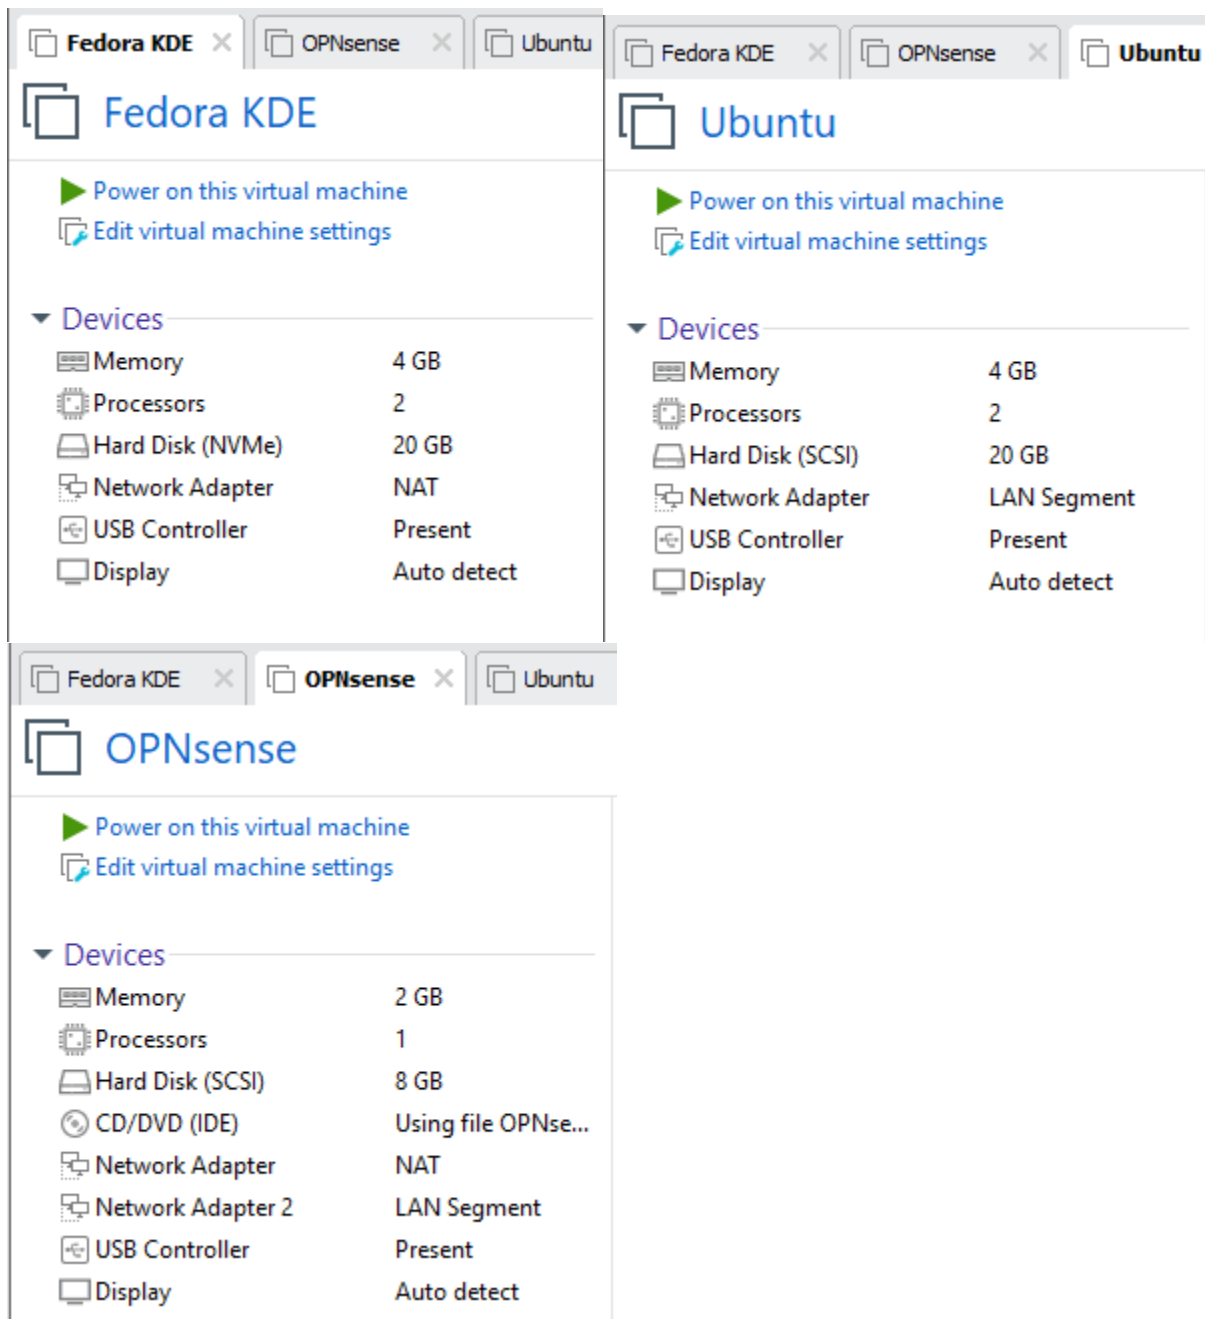 Fedora KDE OPNsense Ubuntu
Fedora KDE
Power on this virtual machine
Edit virtual machine settings
Devices
Memory 4 GB
Processors 2
Hard Disk (NVMe) 20 GB
Network Adapter NAT
USB Controller Present
Display Auto detect
Fedora KDE OPNsense Ubuntu
Ubuntu
Power on this virtual machine
Edit virtual machine settings
Devices
Memory 4 GB
Processors 2
Hard Disk (SCSI) 20 GB
Network Adapter LAN Segment
USB Controller Present
Display Auto detect
Fedora KDE OPNsense Ubuntu
OPNsense
Power on this virtual machine
Edit virtual machine settings
Devices
Memory 2 GB
Processors 1
Hard Disk (SCSI) 8 GB
CD/DVD (IDE) Using file OPNse...
Network Adapter NAT
Network Adapter 2 LAN Segment
USB Controller Present
Display Auto detect